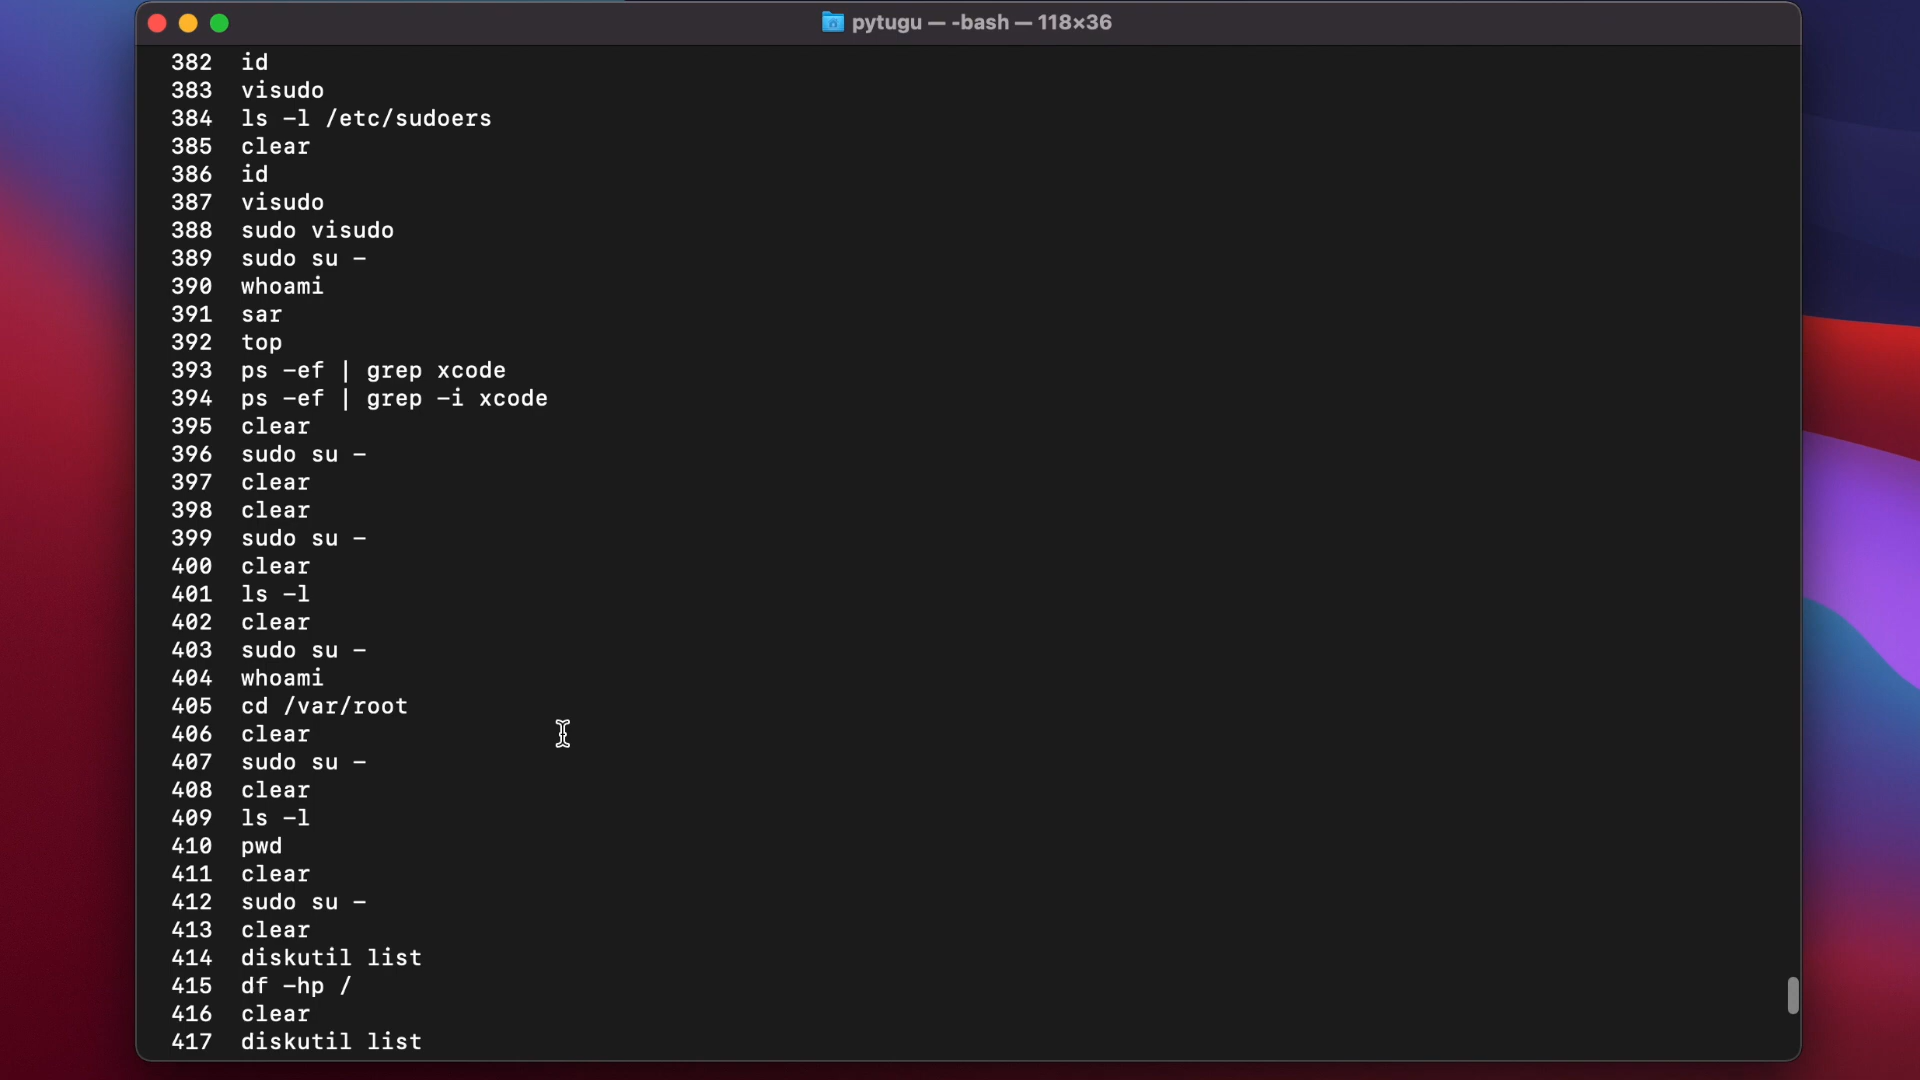 pytugu — -bash — 118×36
382 id
383 visudo
384 ls -l /etc/sudoers
385 clear
386 id
387 visudo
388 sudo visudo
389 sudo su -
390 whoami
391 sar
392 top
393 ps -ef | grep xcode
394 ps -ef | grep -i xcode
395 clear
396 sudo su -
397 clear
398 clear
399 sudo su -
400 clear
401 ls -l
402 clear
403 sudo su -
404 whoami
405 cd /var/root
406 clear
407 sudo su -
408 clear
409 ls -l
410 pwd
411 clear
412 sudo su -
413 clear
414 diskutil list
415 df -hp /
416 clear
417 diskutil list